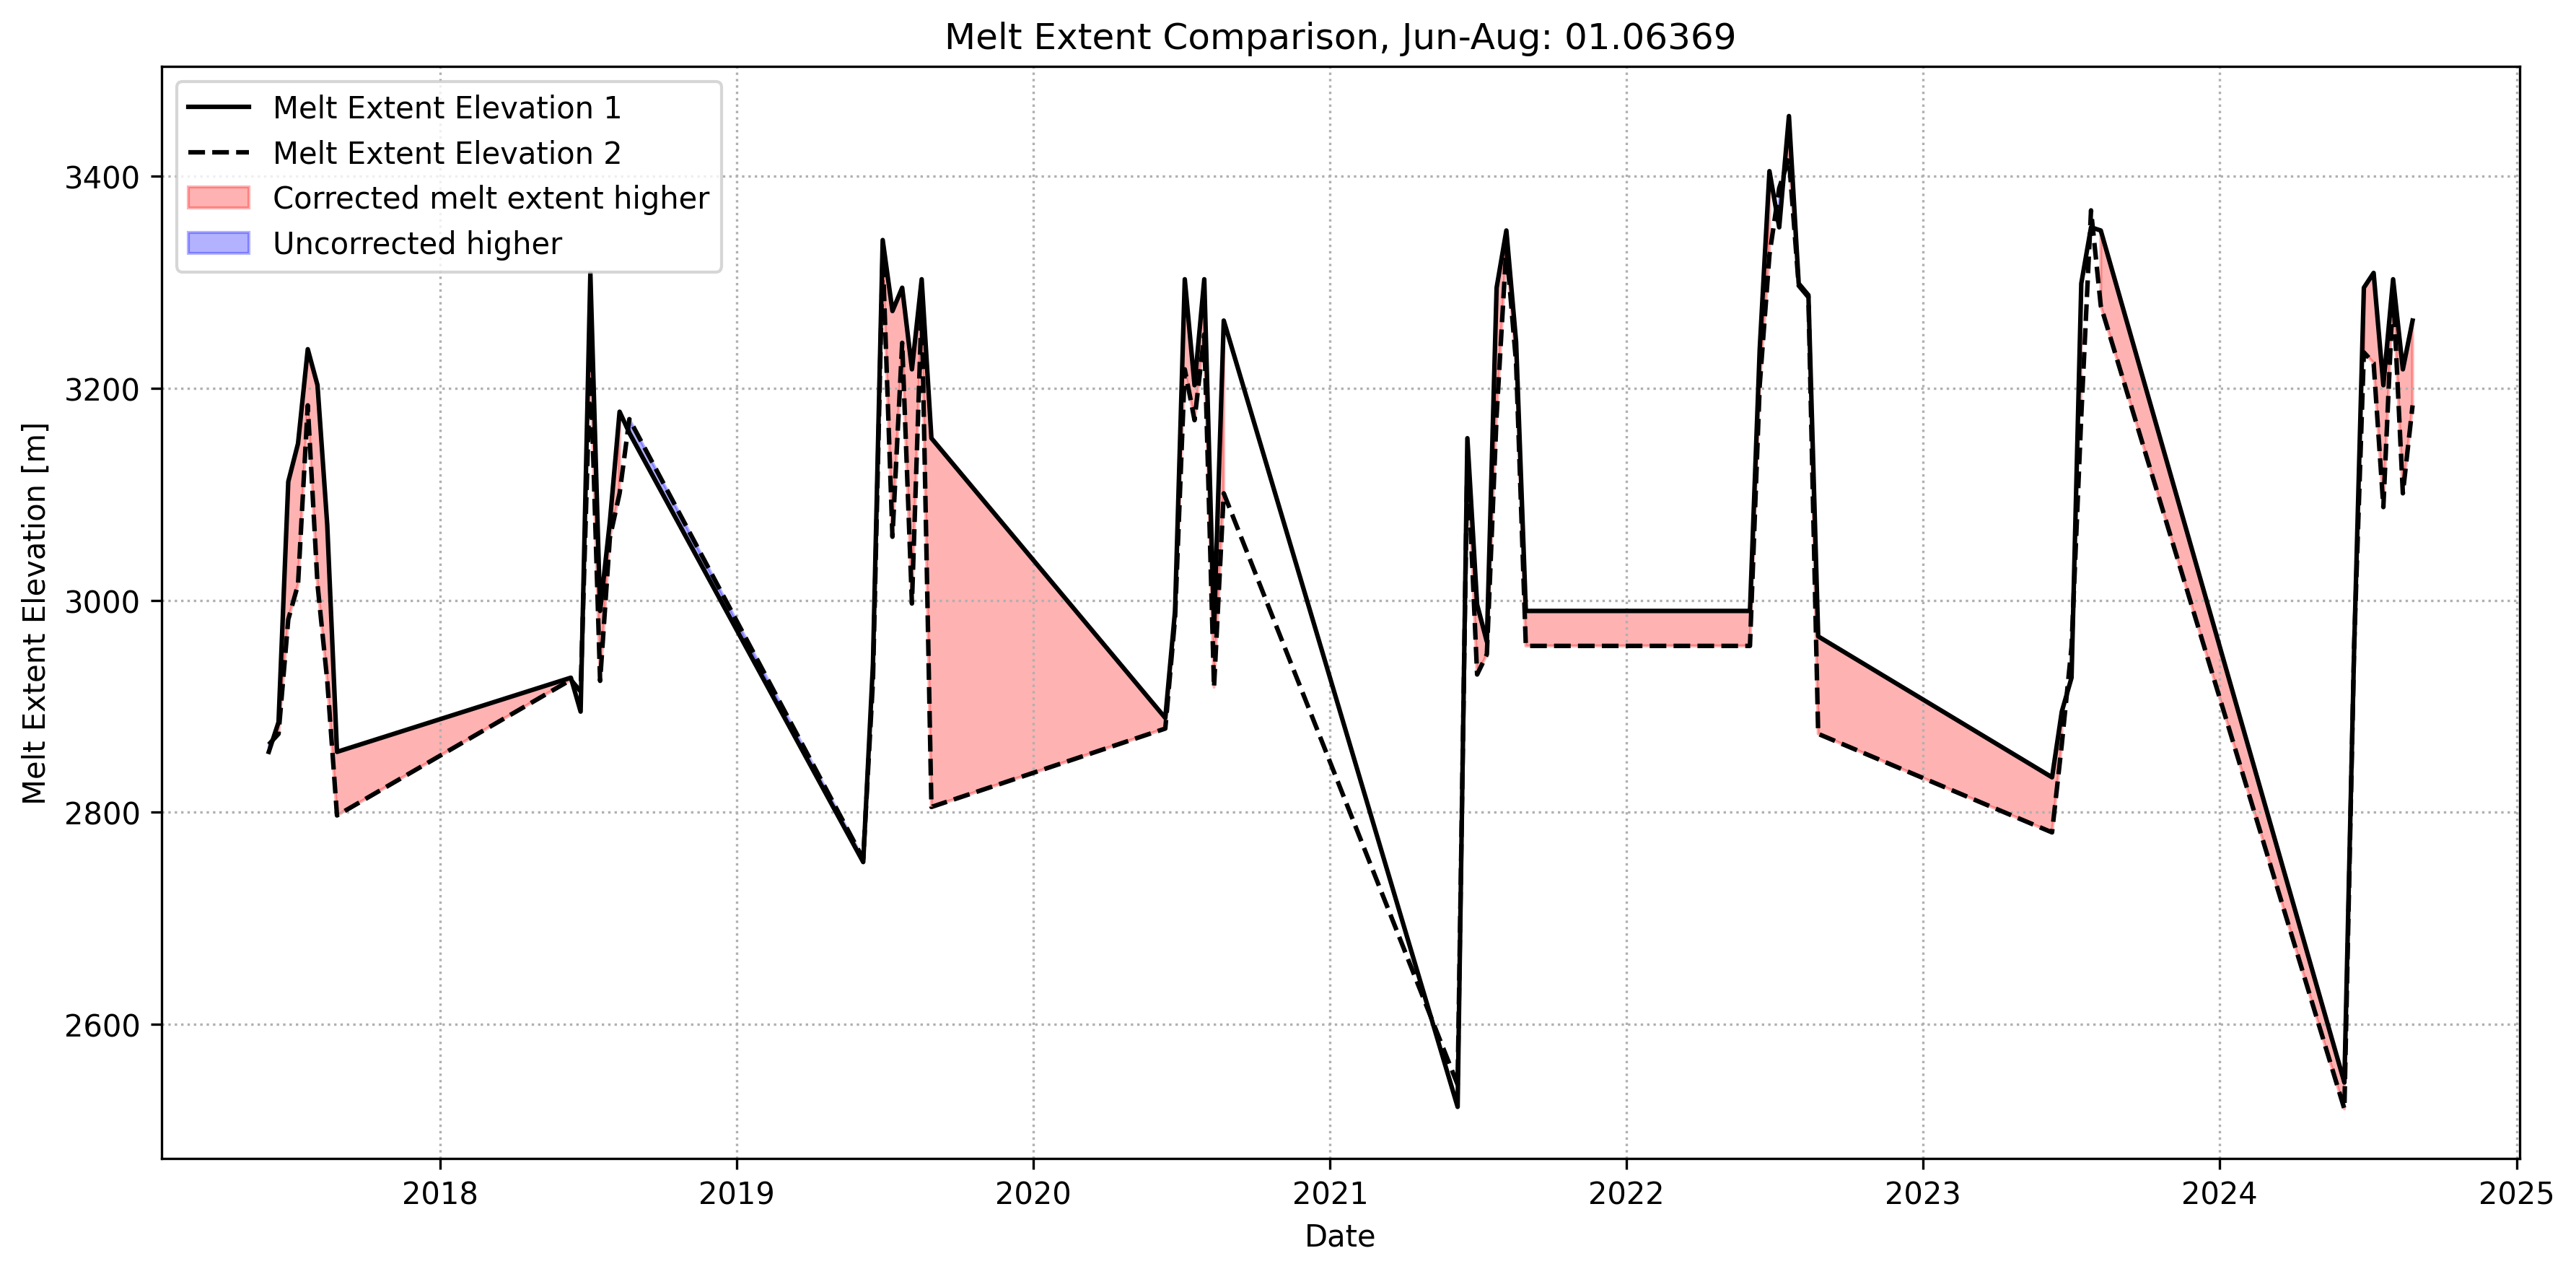 Melt Extent Comparison, Jun-Aug: 01.06369
Melt Extent Elevation 1
Melt Extent Elevation 2
Corrected melt extent higher
Uncorrected higher
Melt Extent Elevation [m]
3400
3200
3000
2800
2600
2018 2019 2020 2021 2022 2023 2024 2025
Date